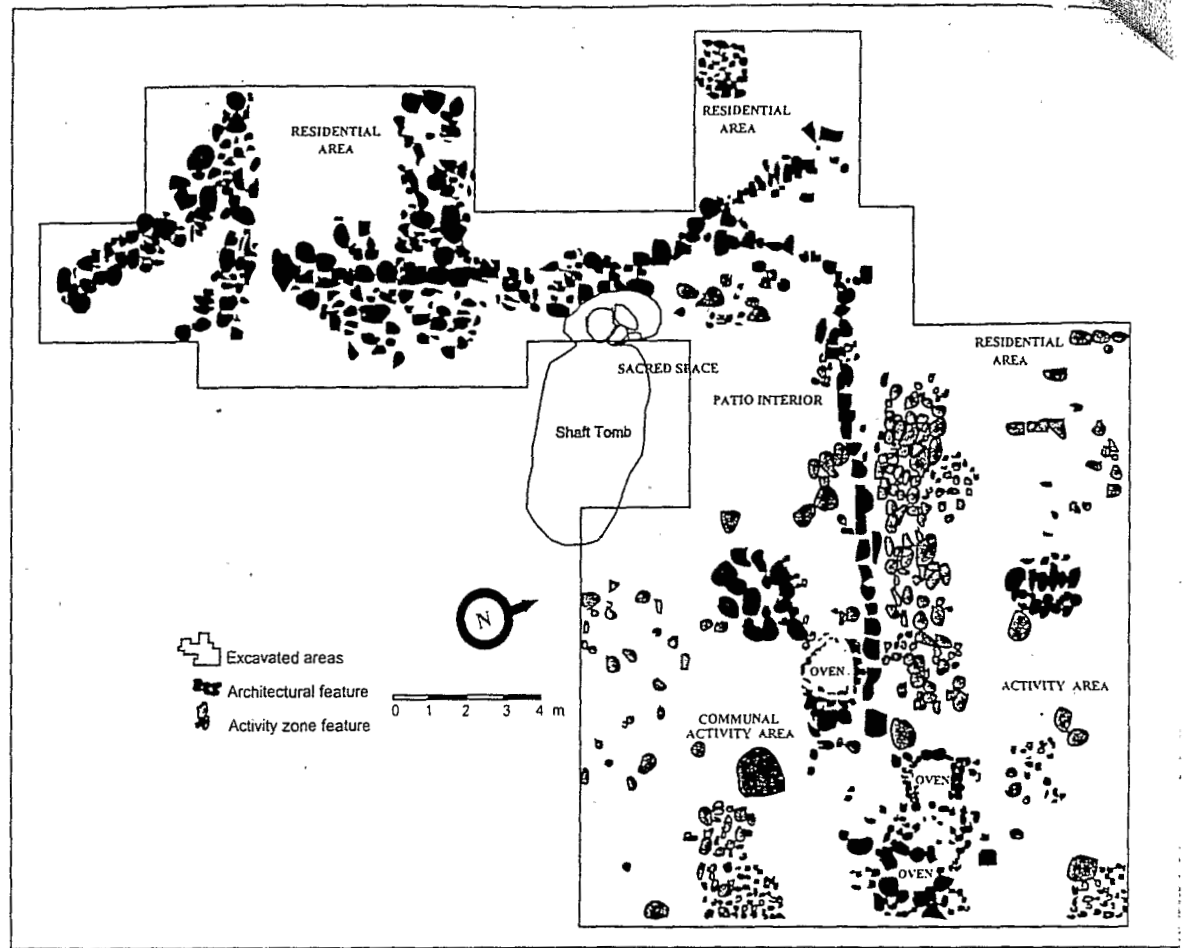 RESIDENTIAL
AREA
RESIDENTIAL
AREA
RESIDENTIAL
AREA
SACRED SPACE
PATIO INTERIOR
Shaft Tomb
N
Excavated areas
Architectural feature
Activity zone feature
0 1 2 3 4 m
OVEN
ACTIVITY AREA
COMMUNAL
ACTIVITY AREA
OVEN
OVEN